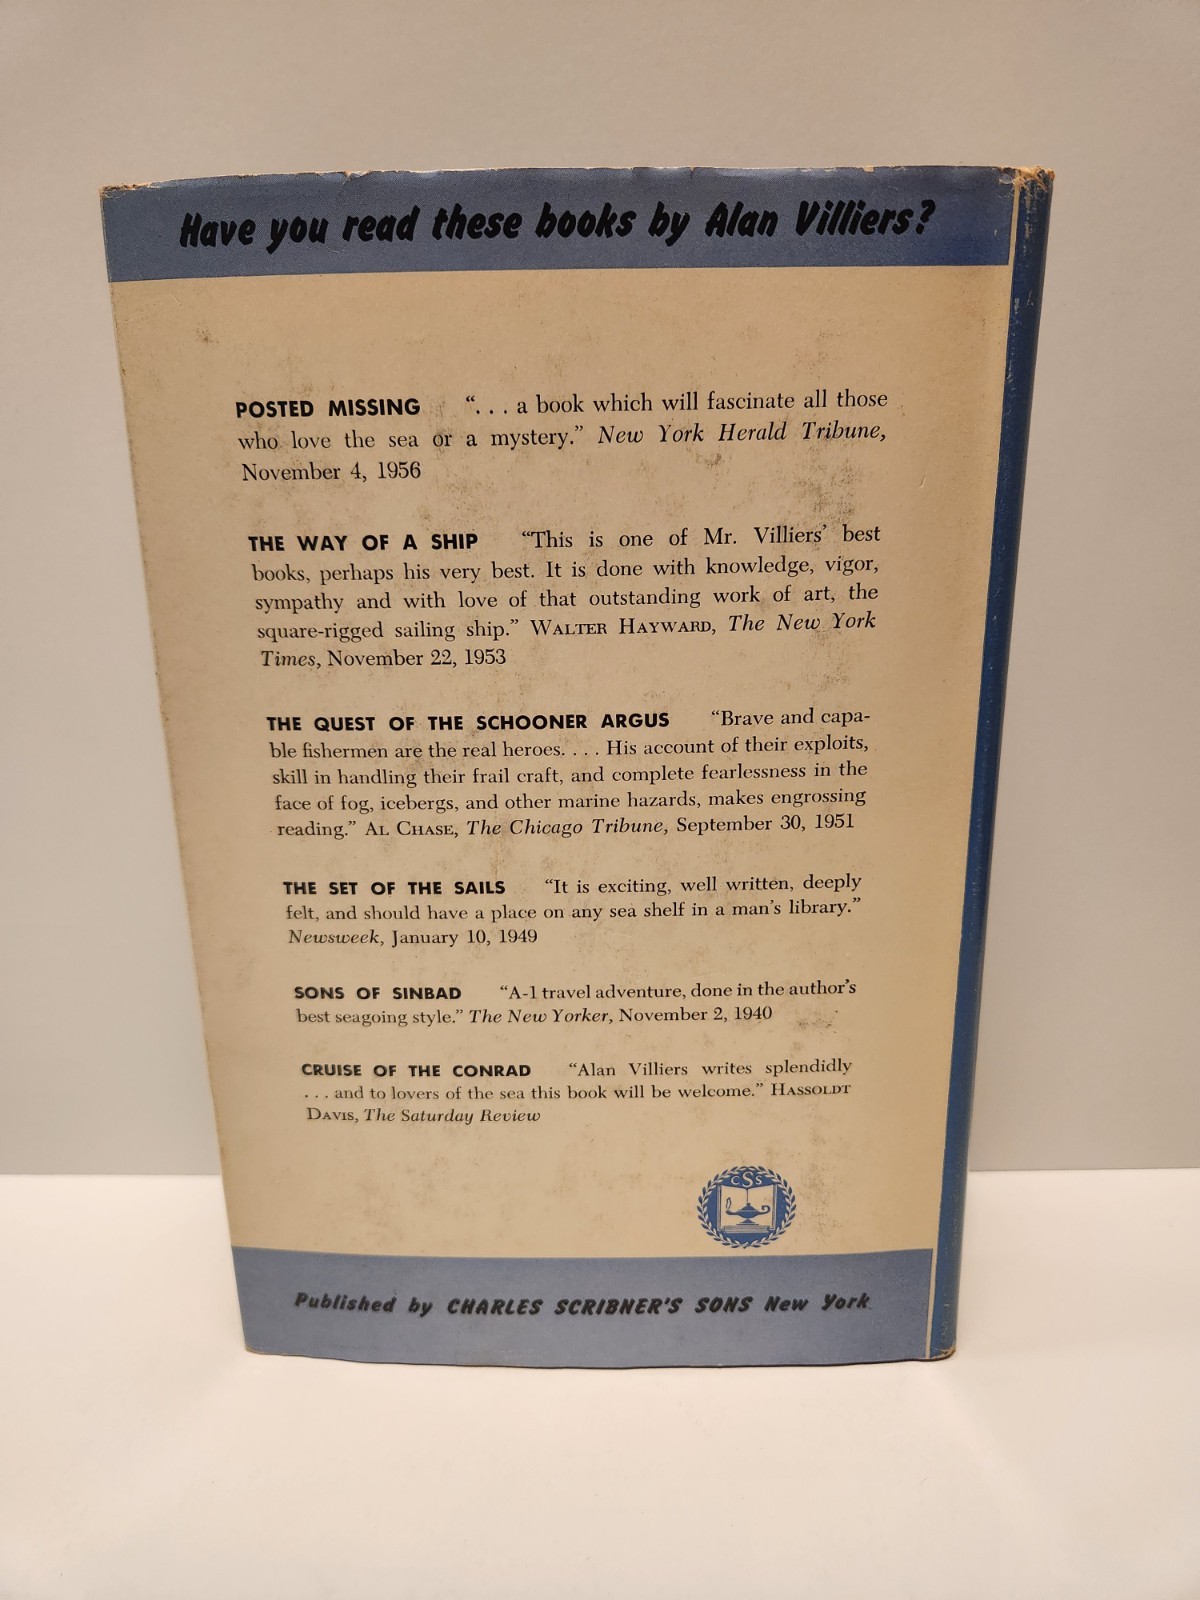 Have you read these books by Alan Villiers?
POSTED MISSING ". . . a book which will fascinate all those
who love the sea or a mystery." New York Herald Tribune,
November 4, 1956
THE WAY OF A SHIP "This is one of Mr. Villiers' best
books, perhaps his very best. It is done with knowledge, vigor,
sympathy and with love of that outstanding work of art, the
square-rigged sailing ship." WALTER HAYWARD, The New York
Times, November 22, 1953
THE QUEST OF THE SCHOONER ARGUS "Brave and capa-
ble fishermen are the real heroes. . . . His account of their exploits,
skill in handling their frail craft, and complete fearlessness in the
face of fog, icebergs, and other marine hazards, makes engrossing
reading." AL CHASE, The Chicago Tribune, September 30, 1951
THE SET OF THE SAILS "It is exciting, well written, deeply
felt, and should have a place on any sea shelf in a man's library."
Newsweek, January 10, 1949
SONS OF SINBAD "A-1 travel adventure, done in the author's
best seagoing style." The New Yorker, November 2, 1940
CRUISE OF THE CONRAD "Alan Villiers writes splendidly
. . . and to lovers of the sea this book will be welcome." HASSOLDT
DAVIS, The Saturday Review
CSS
Published by CHARLES SCRIBNER'S SONS New York